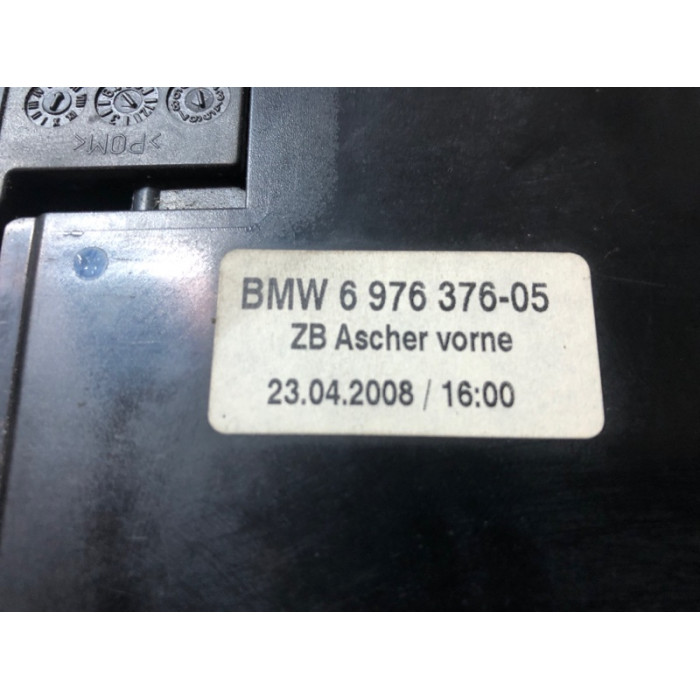 >POM<
BMW 6 976 376-05
ZB Ascher vorne
23.04.2008 / 16:00